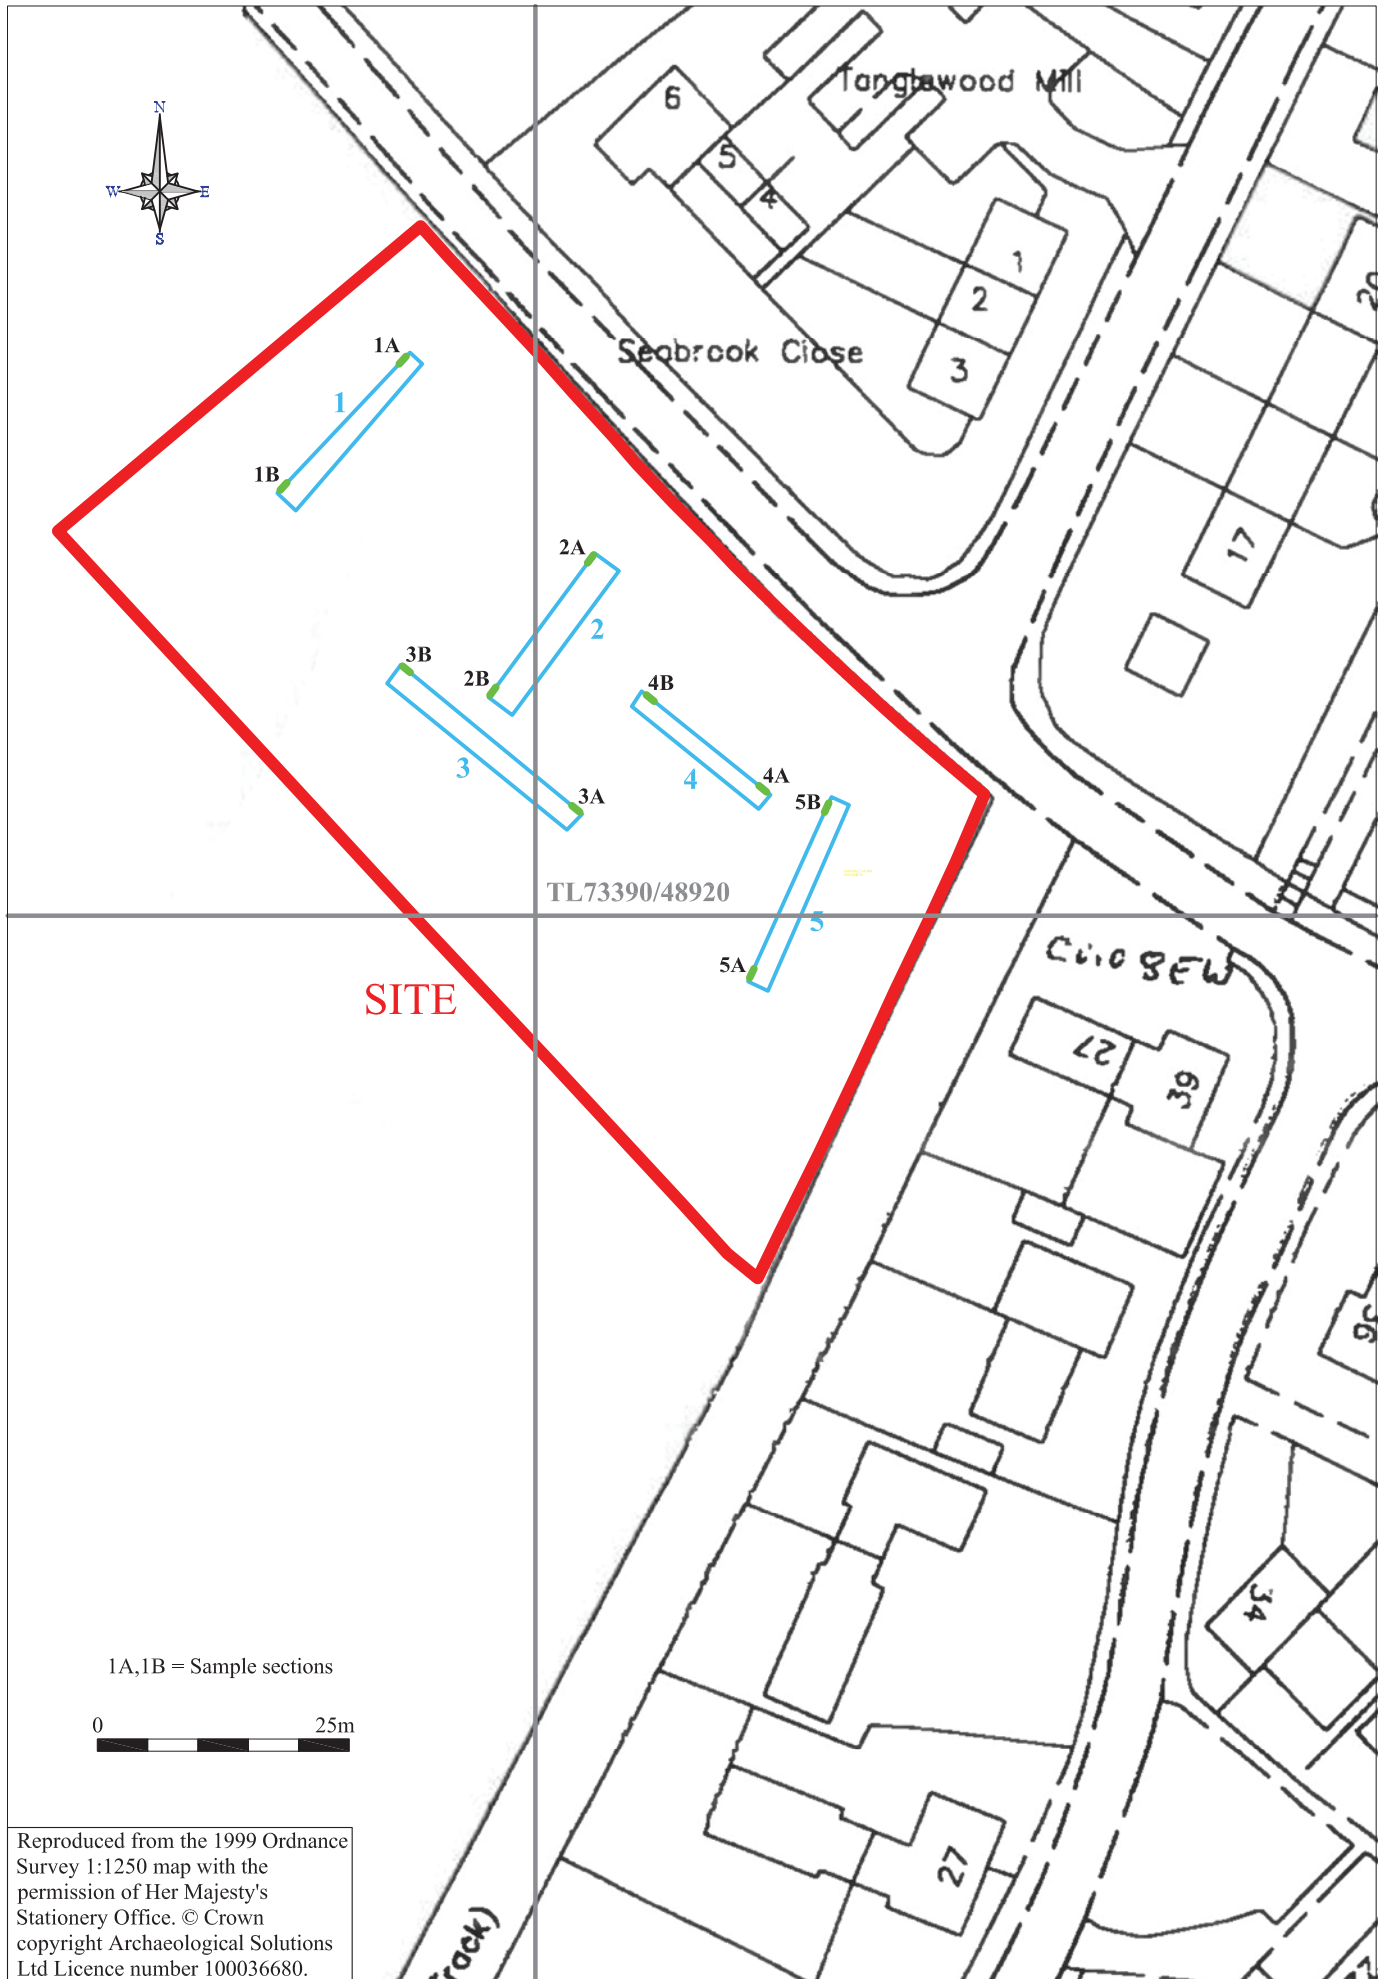 N
W E
S
Tanglewood Mill
6
5
4
1
2
3
20
Seabrook Close
17
1A
1
1B
2A
2
2B
3B
3
3A
4B
4
4A
5B
5
5A
TL73390/48920
SITE
27
39
34
27
1A,1B = Sample sections
0 25m
Reproduced from the 1999 Ordnance
Survey 1:1250 map with the
permission of Her Majesty's
Stationery Office. © Crown
copyright Archaeological Solutions
Ltd Licence number 100036680.
rack)